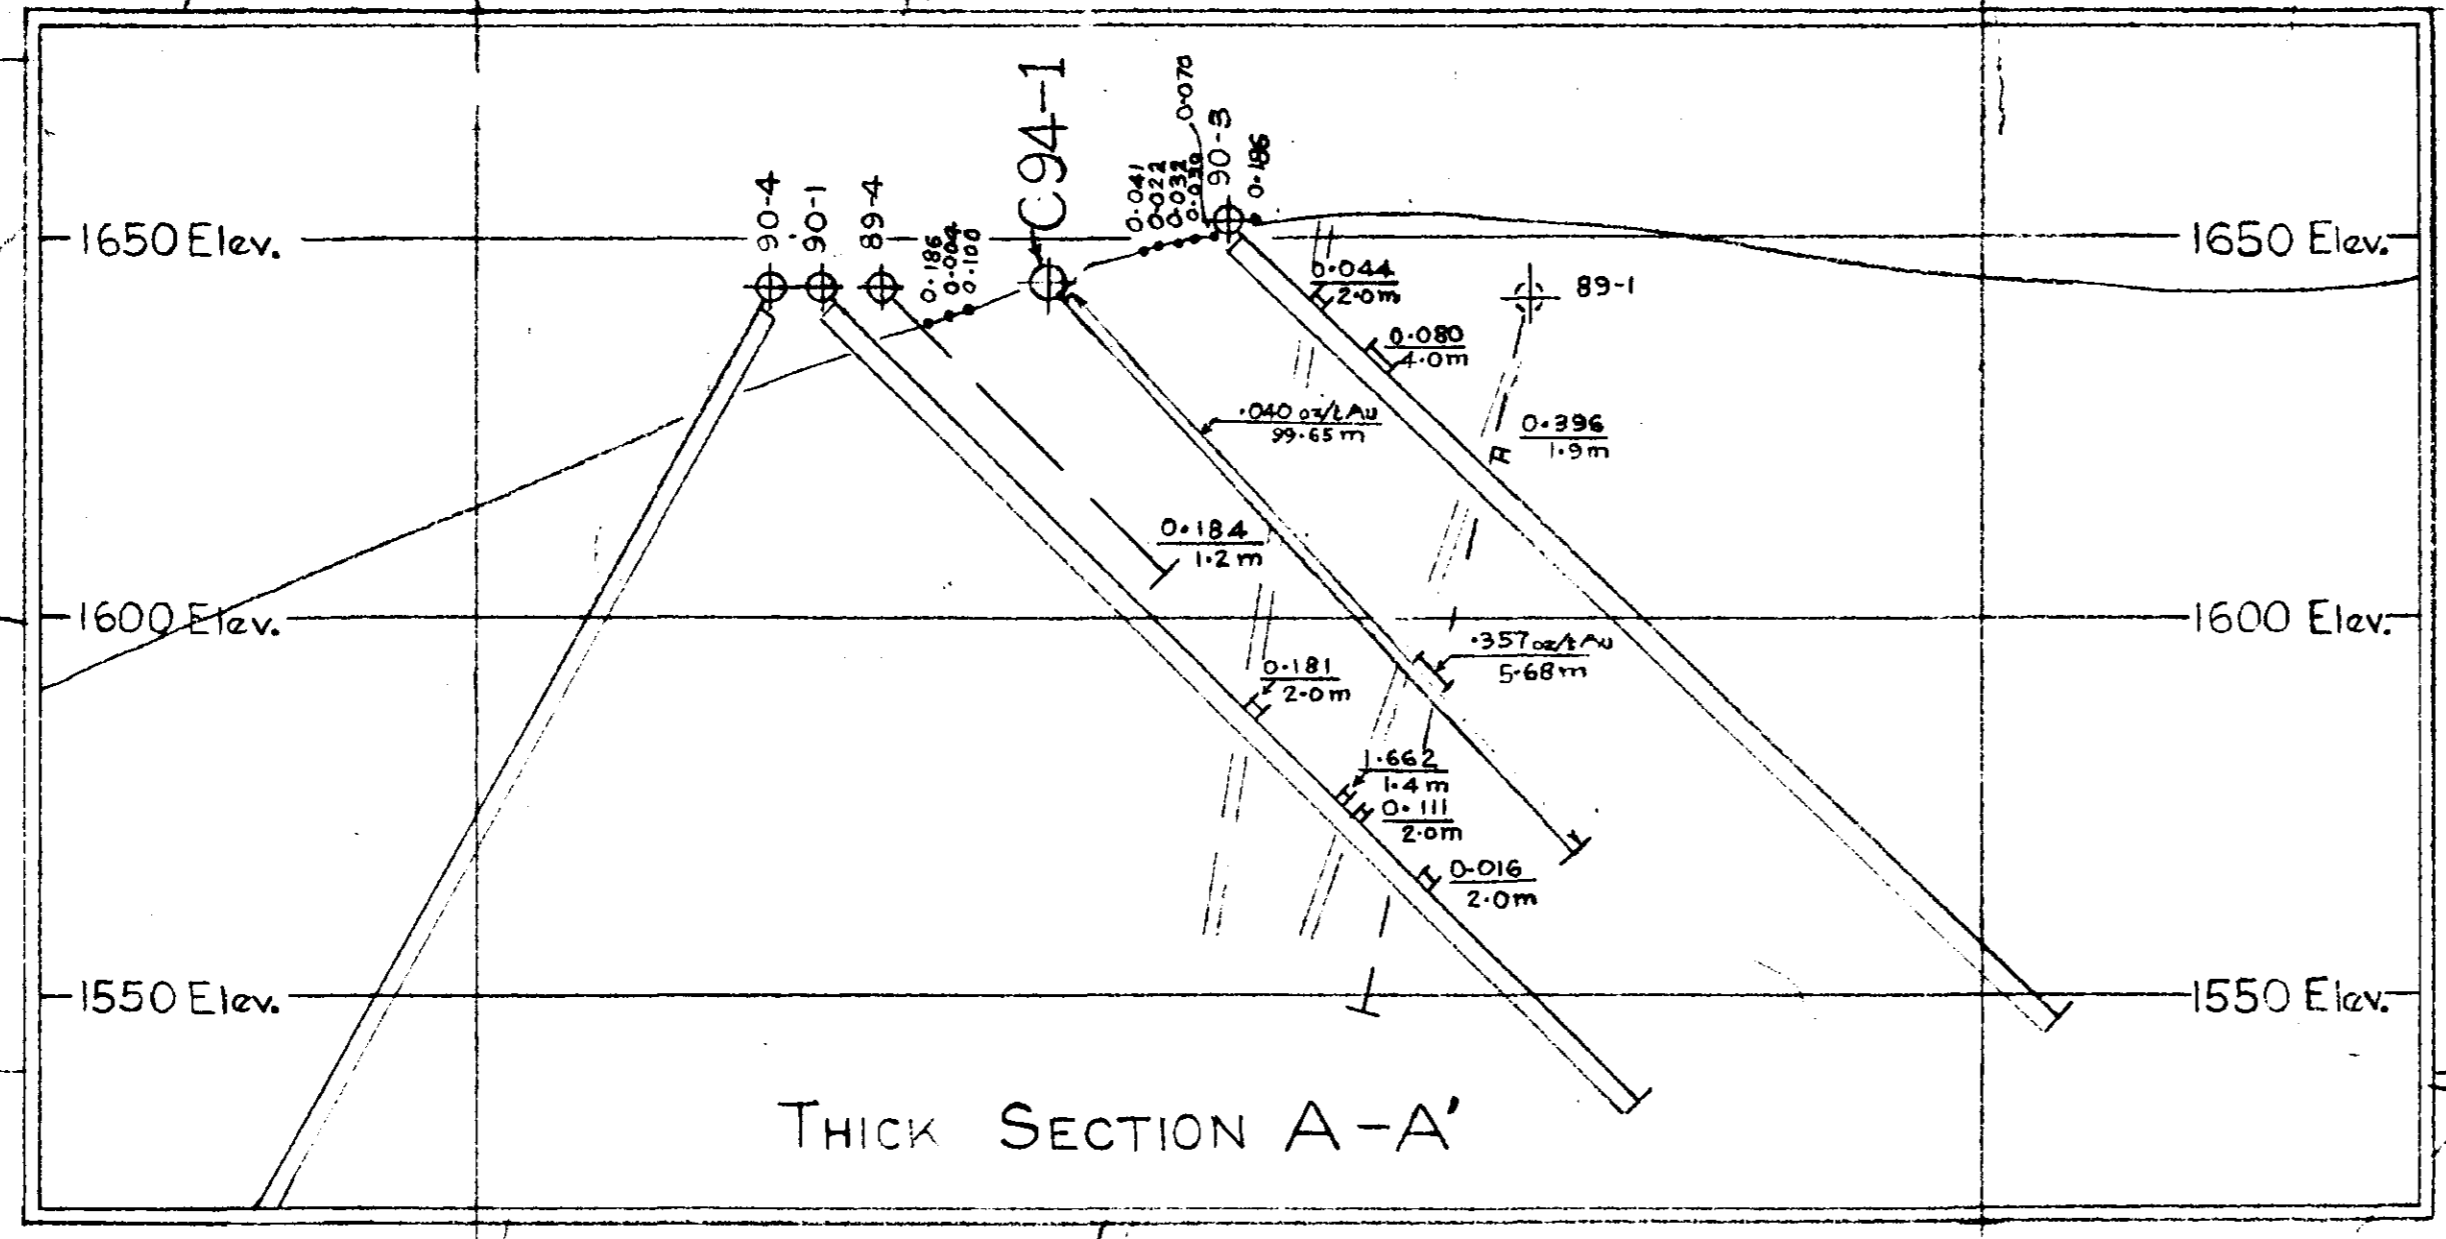 0.070
C94-1
90-3
0.186
0.041
0.022
0.032
90-4
90-1
89-4
0.186
0.004
0.100
1650 Elev.
1650 Elev.
0.044
2.0m
89-1
0.080
4.0m
.040 oz/t Au
99.65 m
0.396
1.9m
0.184
1.2 m
1600 Elev.
1600 Elev.
.357 oz/t Au
5.68m
0.181
2.0m
1.662
1.4 m
0.111
2.0m
0.016
2.0m
1550 Elev.
1550 Elev.
THICK SECTION A-A'